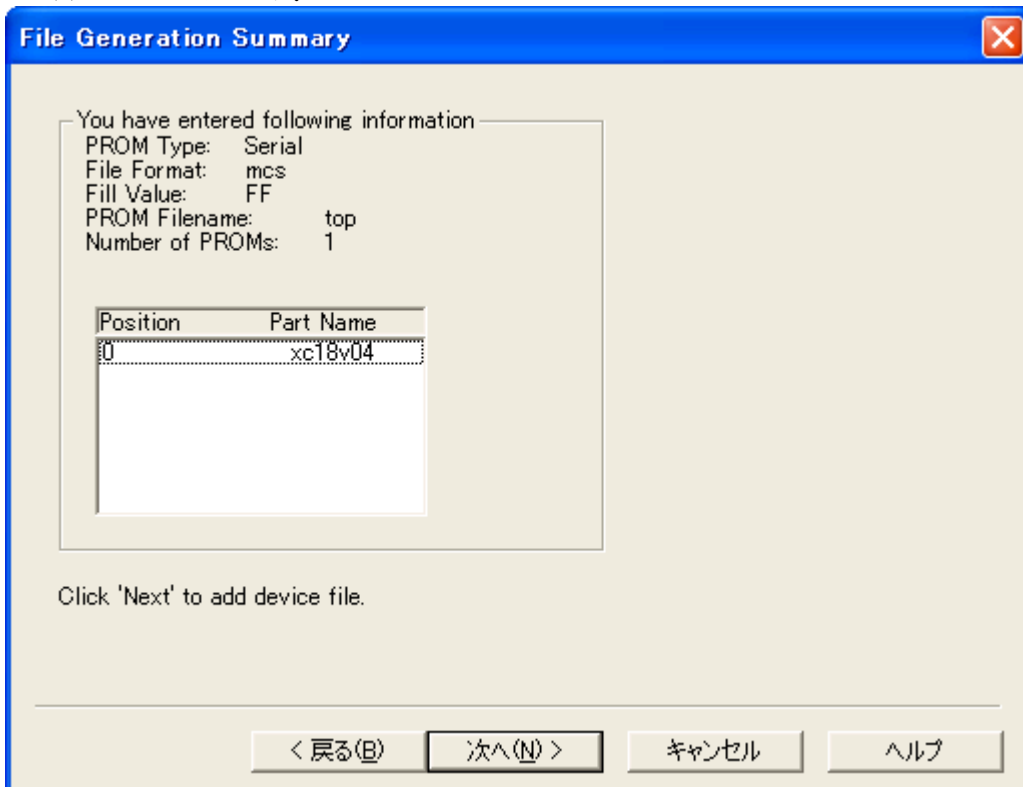 File Generation Summary
You have entered following information
PROM Type: Serial
File Format: mcs
Fill Value: FF
PROM Filename: top
Number of PROMs: 1
Position Part Name
0 xc18v04
Click 'Next' to add device file.
< 戻る(B) 次へ(N) > キャンセル ヘルプ